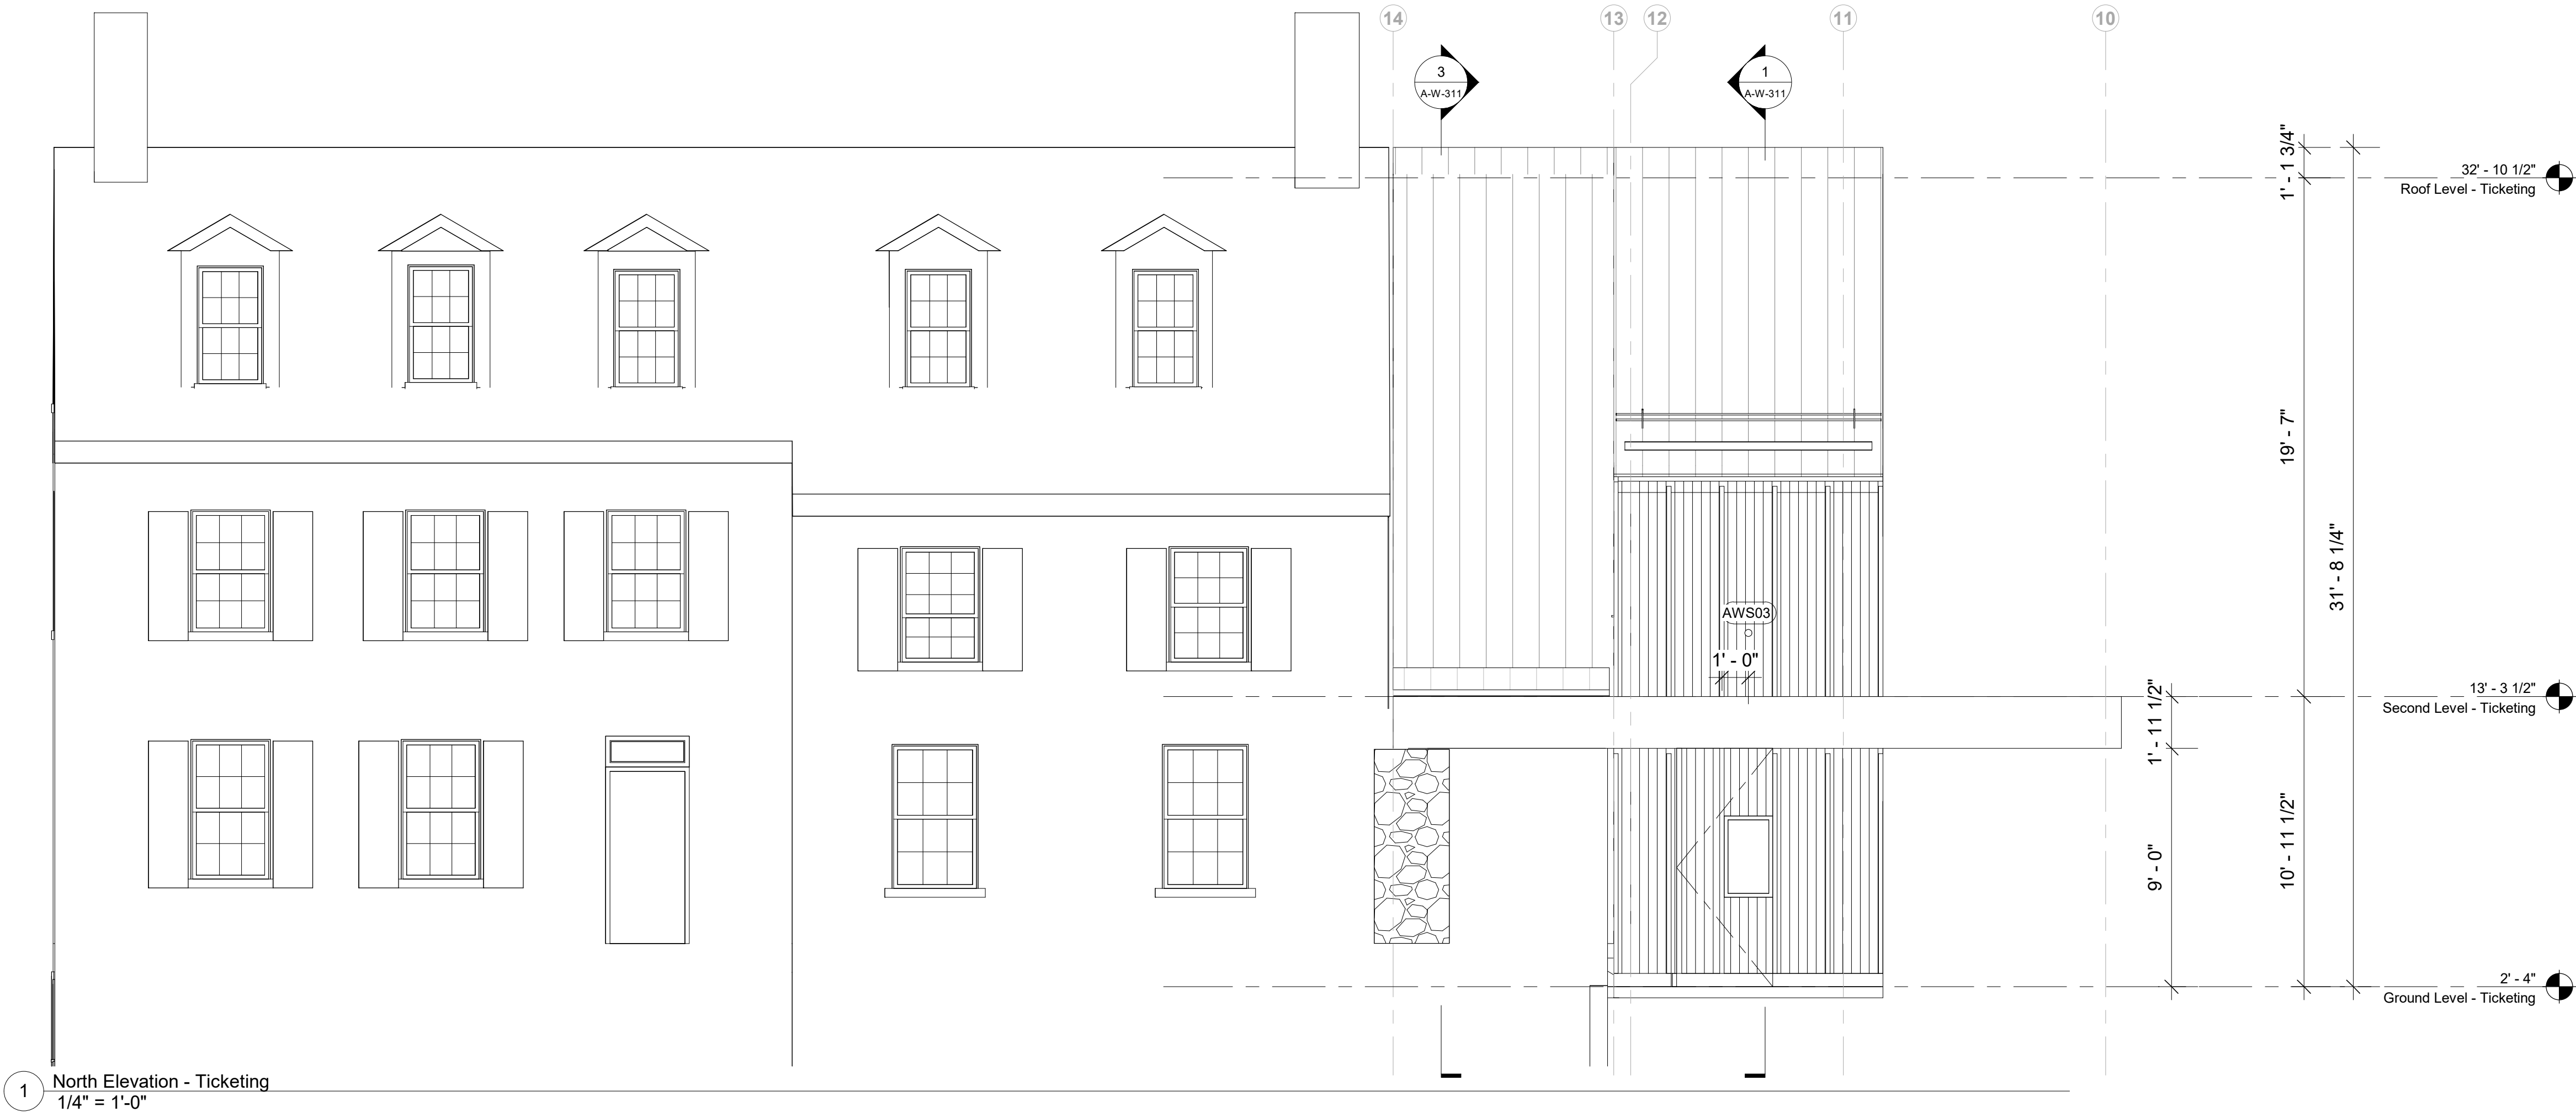 14
13
12
11
10
3
A-W-311
1
A-W-311
1' - 1 3/4"
32' - 10 1/2"
Roof Level - Ticketing
19' - 7"
31' - 8 1/4"
AWS03
1' - 0"
13' - 3 1/2"
Second Level - Ticketing
1' - 11 1/2"
9' - 0"
10' - 11 1/2"
2' - 4"
Ground Level - Ticketing
1
North Elevation - Ticketing
1/4" = 1'-0"